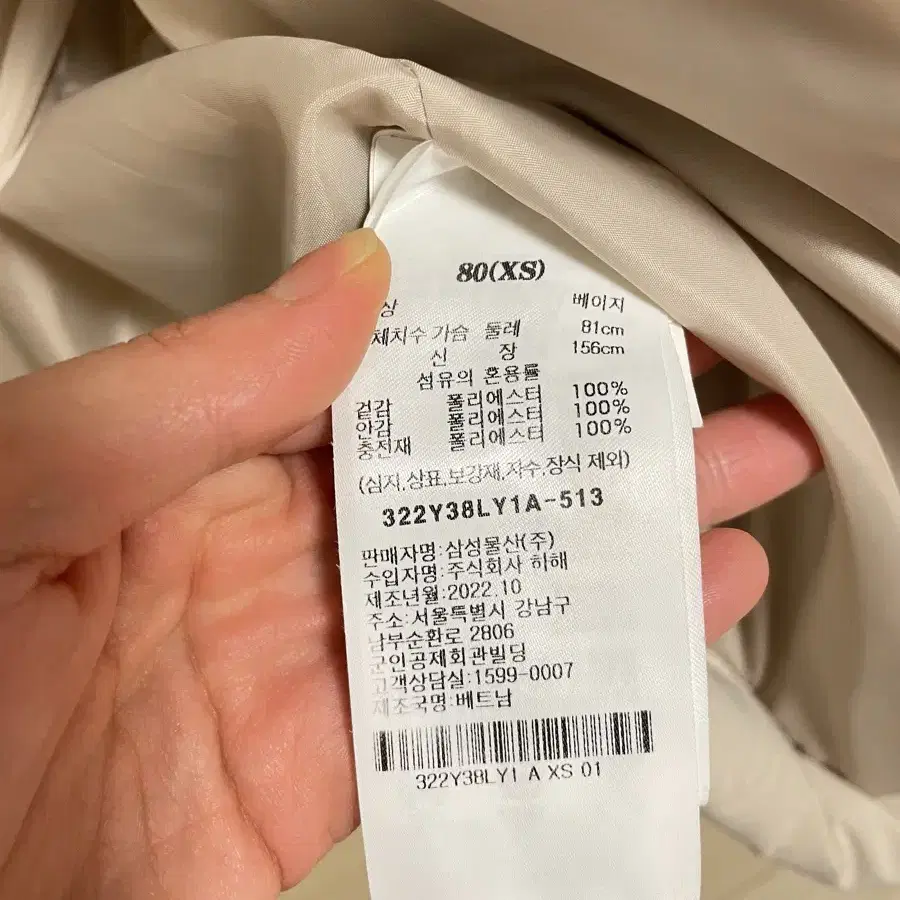 80(XS)
상 베이지
체치수 가슴 둘레 81cm
신 장 156cm
섬유의 혼용률
겉감 폴리에스터 100%
안감 폴리에스터 100%
충전재 폴리에스터 100%
(심지,상표,보강재,자수,장식 제외)
322Y38LY1A-513
판매자명:삼성물산(주)
수입자명:주식회사 하해
제조년월:2022.10
주소:서울특별시 강남구
남부순환로 2806
군인공제회관빌딩
고객상담실:1599-0007
제조국명:베트남
322Y38LY1 A XS 01